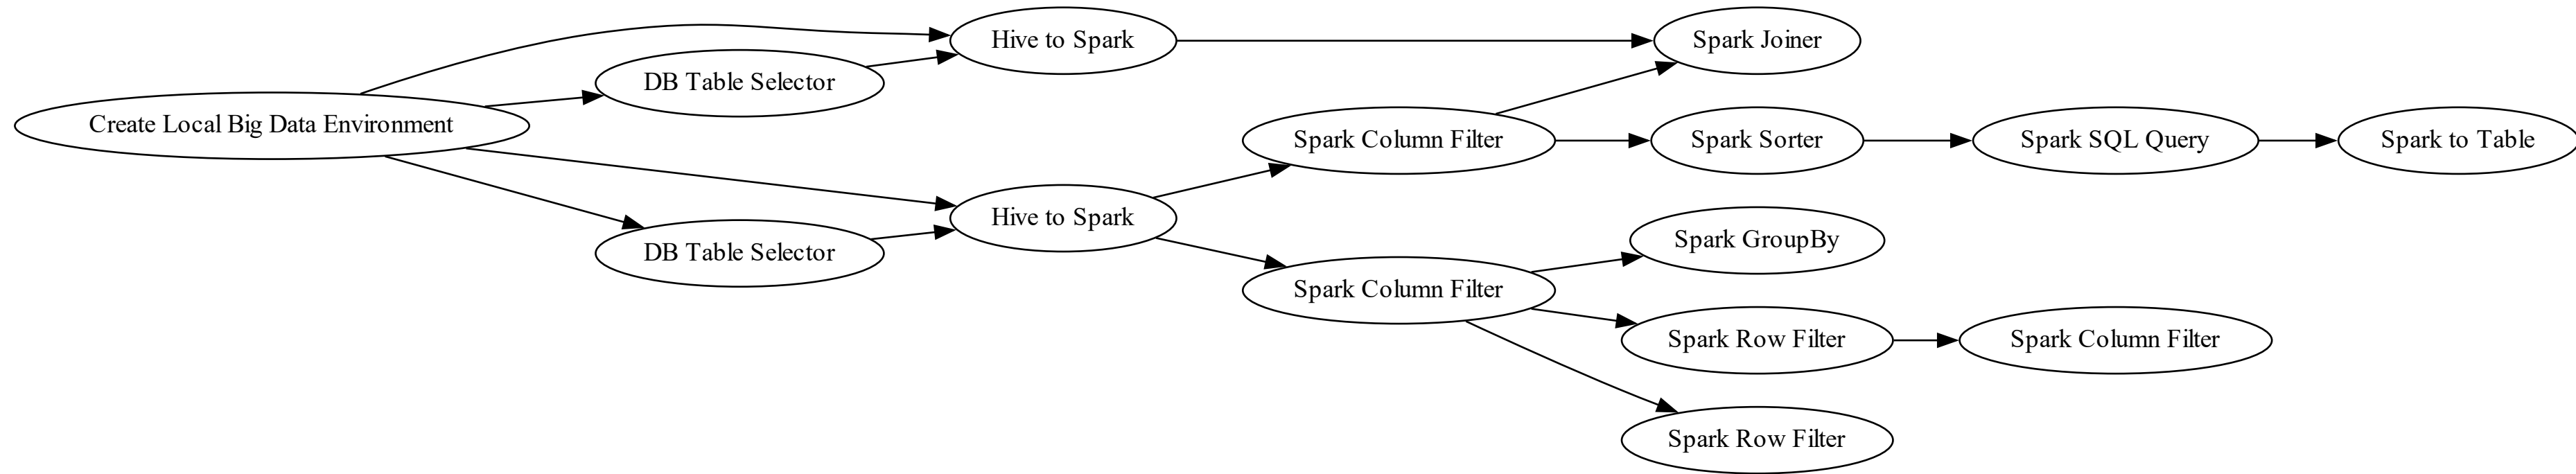 Create Local Big Data Environment
DB Table Selector
DB Table Selector
Hive to Spark
Hive to Spark
Spark Column Filter
Spark Column Filter
Spark Joiner
Spark Sorter
Spark GroupBy
Spark Row Filter
Spark Row Filter
Spark SQL Query
Spark Column Filter
Spark to Table